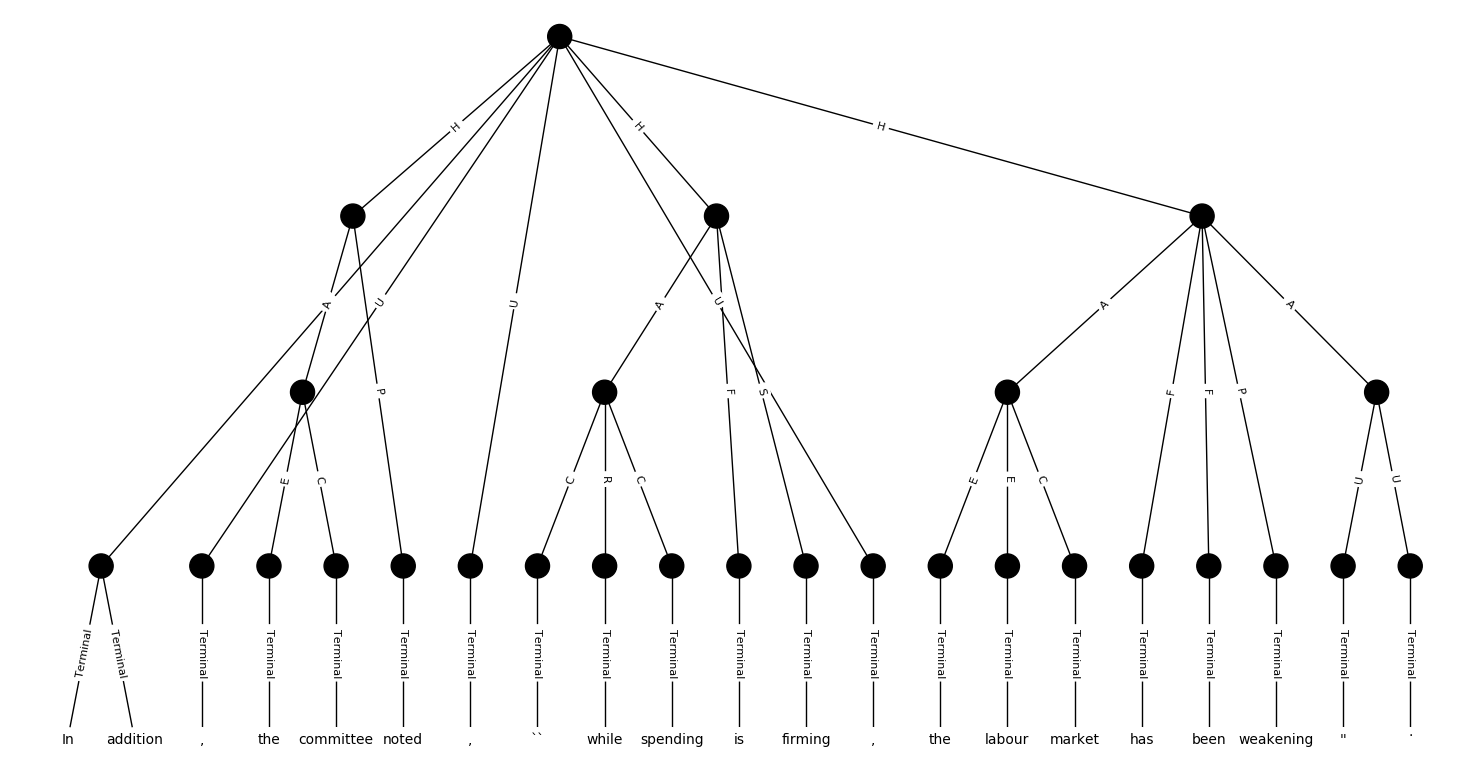 H H H
A U U U A F S A F F P A
P
E C C R C E E C U U
Terminal Terminal Terminal Terminal Terminal Terminal Terminal Terminal Terminal Terminal Terminal Terminal Terminal Terminal Terminal Terminal Terminal Terminal Terminal Terminal Terminal
In addition , the committee noted , `` while spending is firming , the labour market has been weakening " .